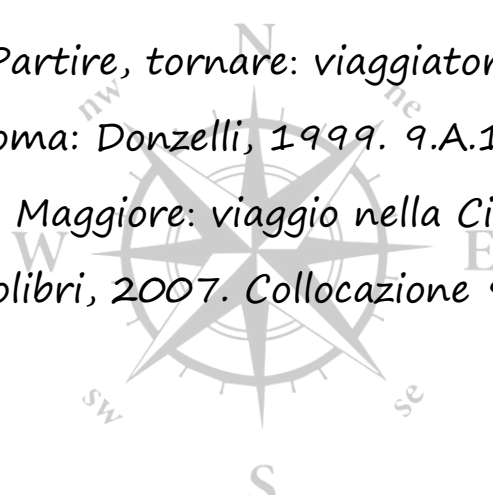 N
Partire, tornare: viaggiator
nw ne
oma: Donzelli, 1999. 9.A.1
Maggiore: viaggio nella Ci
W E
olibri, 2007. Collocazione 9
sw se
S